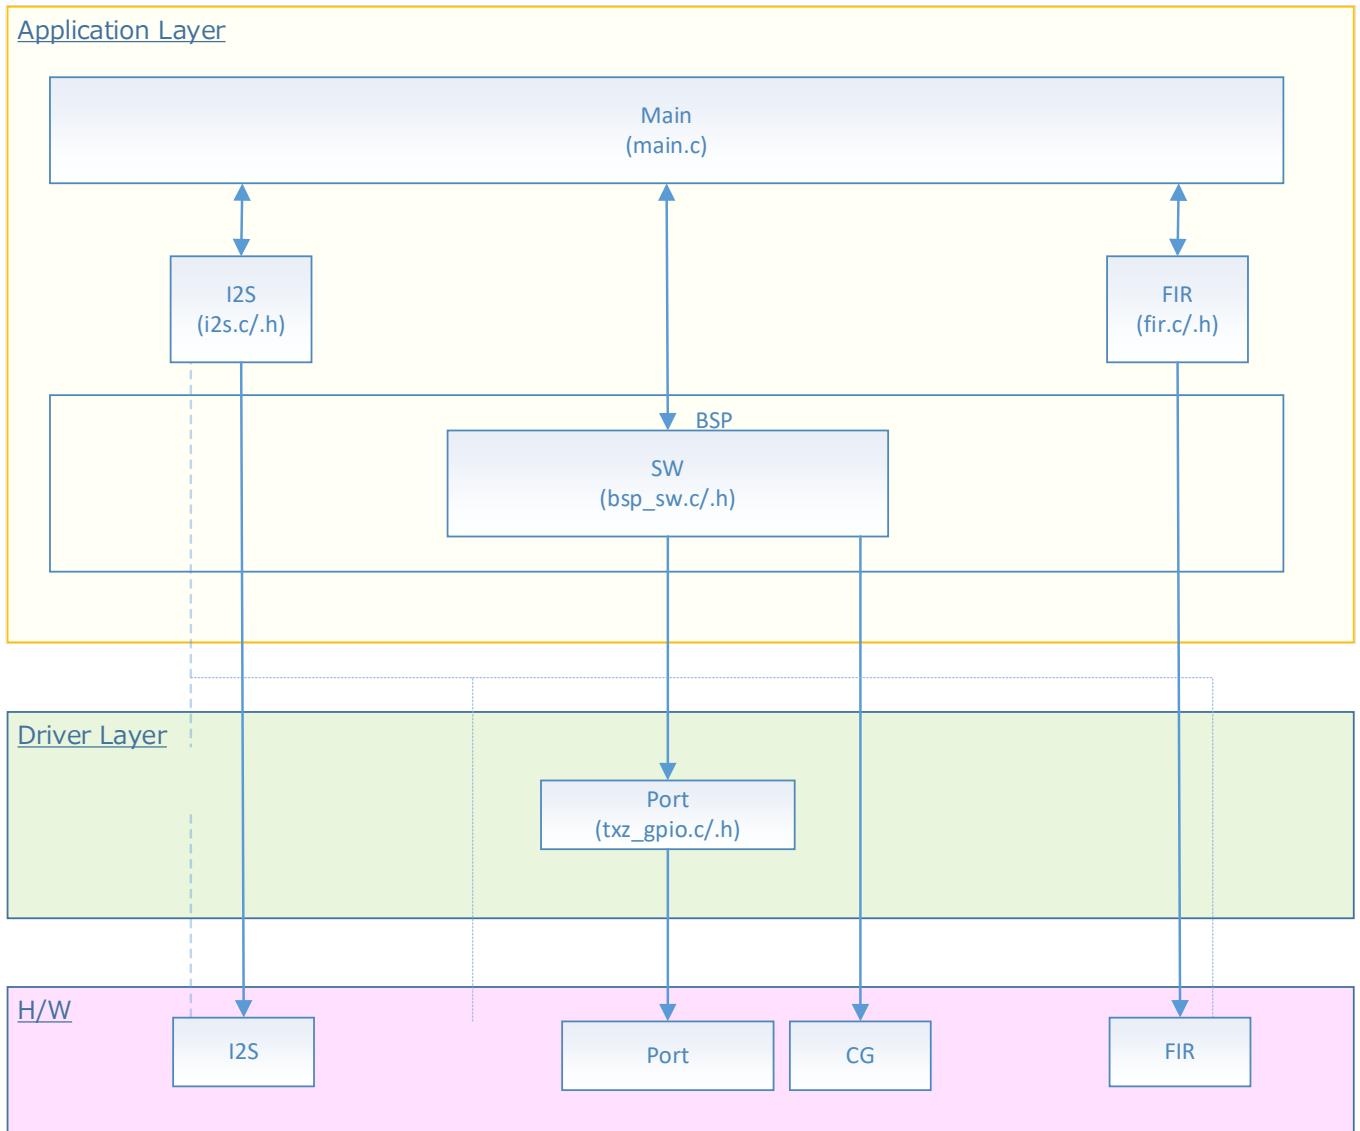 Application Layer
Main
(main.c)
I2S
(i2s.c/.h)
FIR
(fir.c/.h)
BSP
SW
(bsp_sw.c/.h)
Driver Layer
Port
(txz_gpio.c/.h)
H/W
I2S
Port
CG
FIR